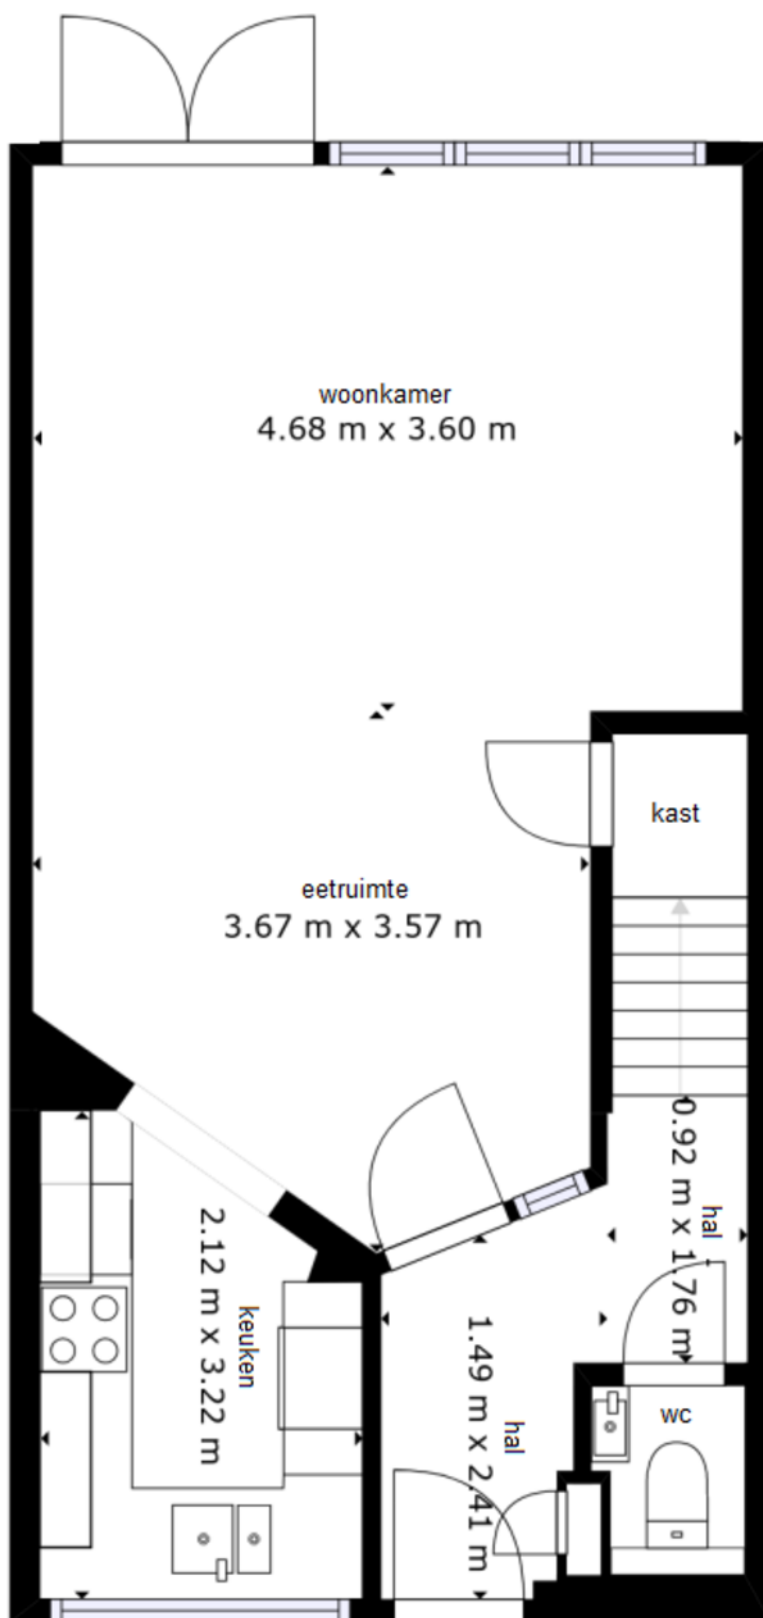 woonkamer
4.68 m x 3.60 m
kast
eetruimte
3.67 m x 3.57 m
hal
0.92 m x 1.76 m
keuken
2.12 m x 3.22 m
hal
1.49 m x 2.41 m
wc